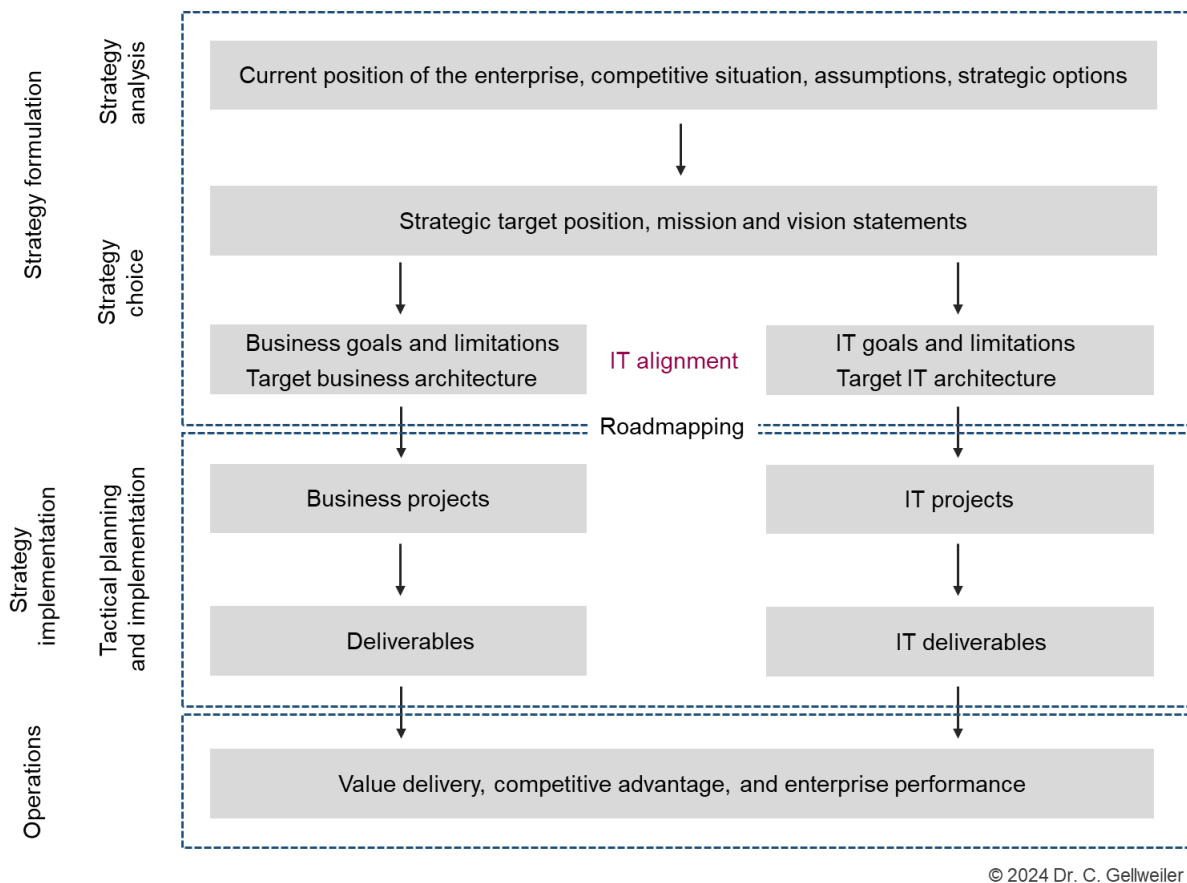 Strategy formulation
Strategy
analysis
Current position of the enterprise, competitive situation, assumptions, strategic options
Strategy
choice
Strategic target position, mission and vision statements
Business goals and limitations
Target business architecture
IT alignment
IT goals and limitations
Target IT architecture
Roadmapping
Strategy
implementation
Tactical planning
and implementation
Business projects
IT projects
Deliverables
IT deliverables
Operations
Value delivery, competitive advantage, and enterprise performance
© 2024 Dr. C. Gellweiler